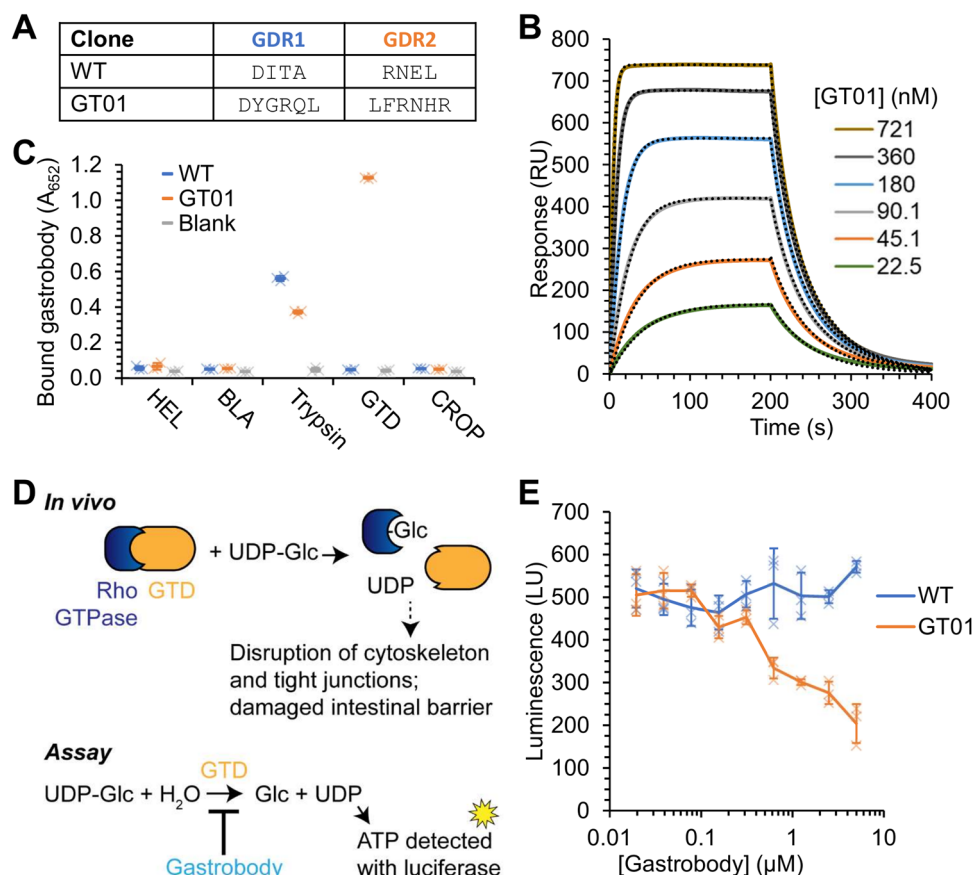 A
Clone GDR1 GDR2
WT DITA RNEL
GT01 DYGRQL LFRNHR
B
800
700
600
500
400
300
200
100
0
Response (RU)
0 100 200 300 400
Time (s)
[GT01] (nM)
721
360
180
90.1
45.1
22.5
C
1.2
1.0
0.8
0.6
0.4
0.2
0.0
Bound gastrobody (A652)
WT
GT01
Blank
HEL
BLA
Trypsin
GTD
CROP
D
In vivo
Rho GTD
GTPase
+ UDP-Glc
Glc
UDP
Disruption of cytoskeleton
and tight junctions;
damaged intestinal barrier
Assay
GTD
UDP-Glc + H2O Glc + UDP
Gastrobody
ATP detected
with luciferase
E
700
600
500
400
300
200
100
0
Luminescence (LU)
0.01 0.1 1 10
[Gastrobody] (µM)
WT
GT01